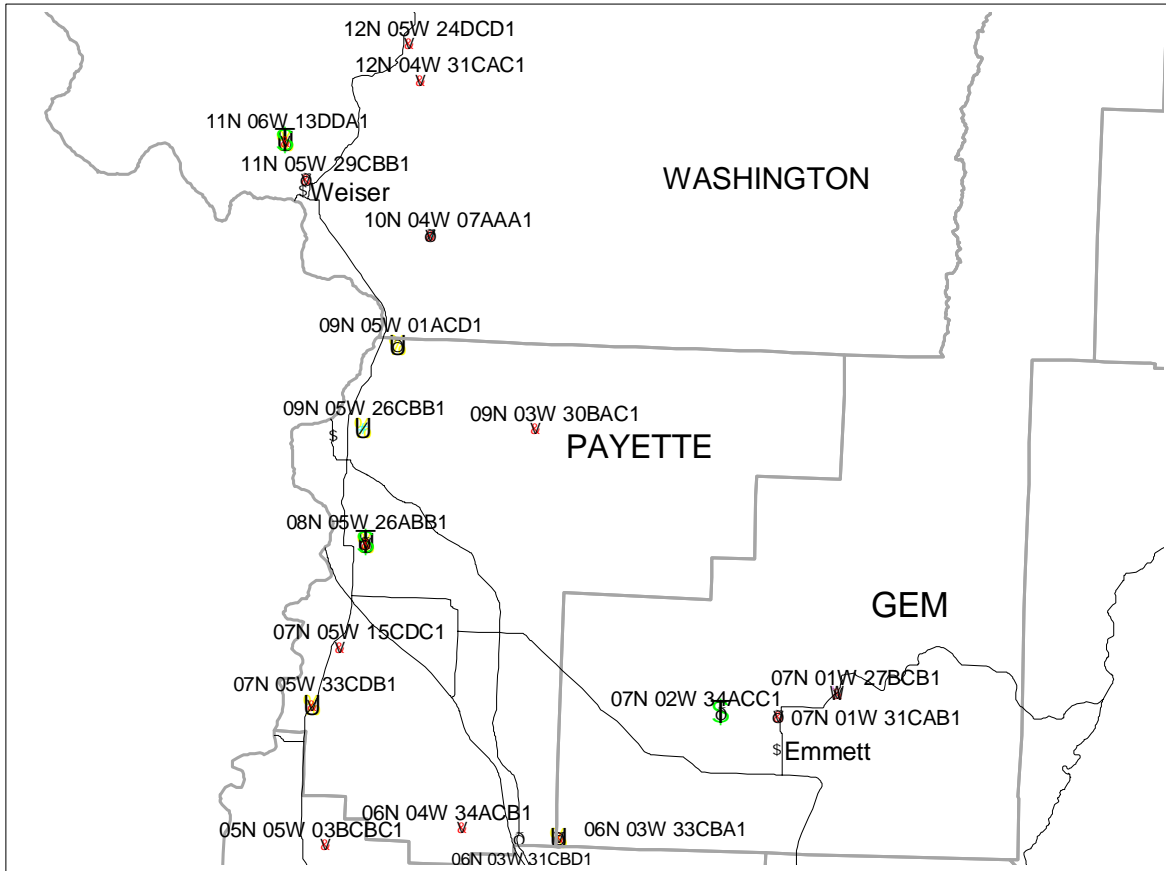 12N 05W 24DCD1
12N 04W 31CAC1
11N 06W 13DDA1
11N 05W 29CBB1
Weiser
WASHINGTON
10N 04W 07AAA1
09N 05W 01ACD1
09N 05W 26CBB1
09N 03W 30BAC1
PAYETTE
08N 05W 26ABB1
GEM
07N 05W 15CDC1
07N 05W 33CDB1
07N 01W 27BCB1
07N 02W 34ACC1
07N 01W 31CAB1
Emmett
06N 04W 34ACB1
05N 05W 03BCBC1
06N 03W 33CBA1
06N 03W 31CBD1